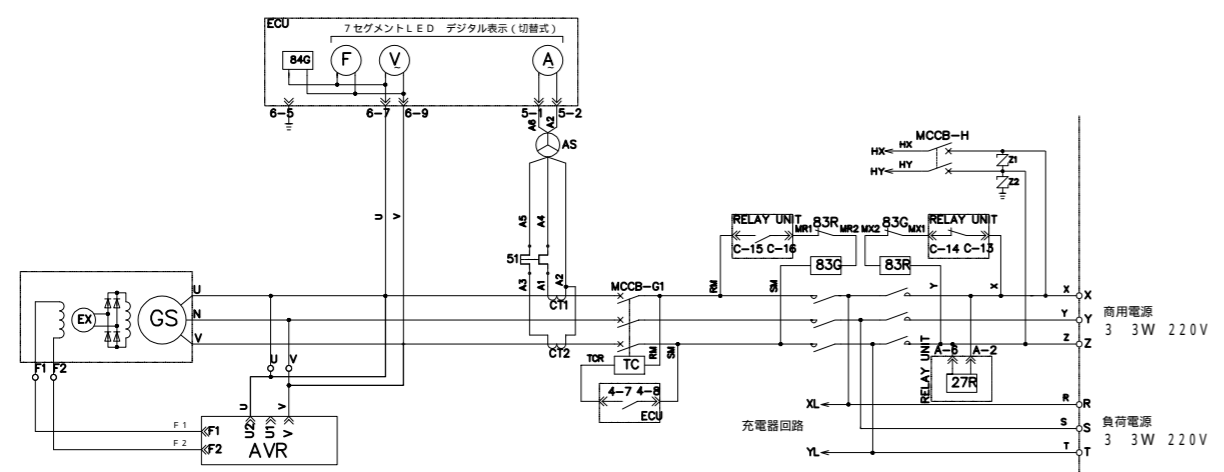 ECU
7セグメントLED デジタル表示(切替式)
84G
F
V
A
6-5
6-7
6-9
5-1
5-2
A6
A2
AS
MCCB-H
HX
HX
HY
HY
Z1
Z2
U
V
A5
A4
RELAY UNIT
83R
83G
RELAY UNIT
C-15 C-16
MR1
MR2
MX2
MX1
C-14 C-13
51
83G
83R
A3
A1
A2
MCCB-G1
RM
SM
Y
X
EX
GS
U
N
V
CT1
CT2
X
X
Y
Y
Z
Z
商用電源
3 3W 220V
TCR
TC
RM
SM
4-7 4-8
ECU
A-6
A-2
27R
RELAY UNIT
F1
F2
U
V
U
V
XL
YL
充電器回路
R
R
S
S
T
T
負荷電源
3 3W 220V
F1
F2
F1
F2
U2
U1
V
AVR